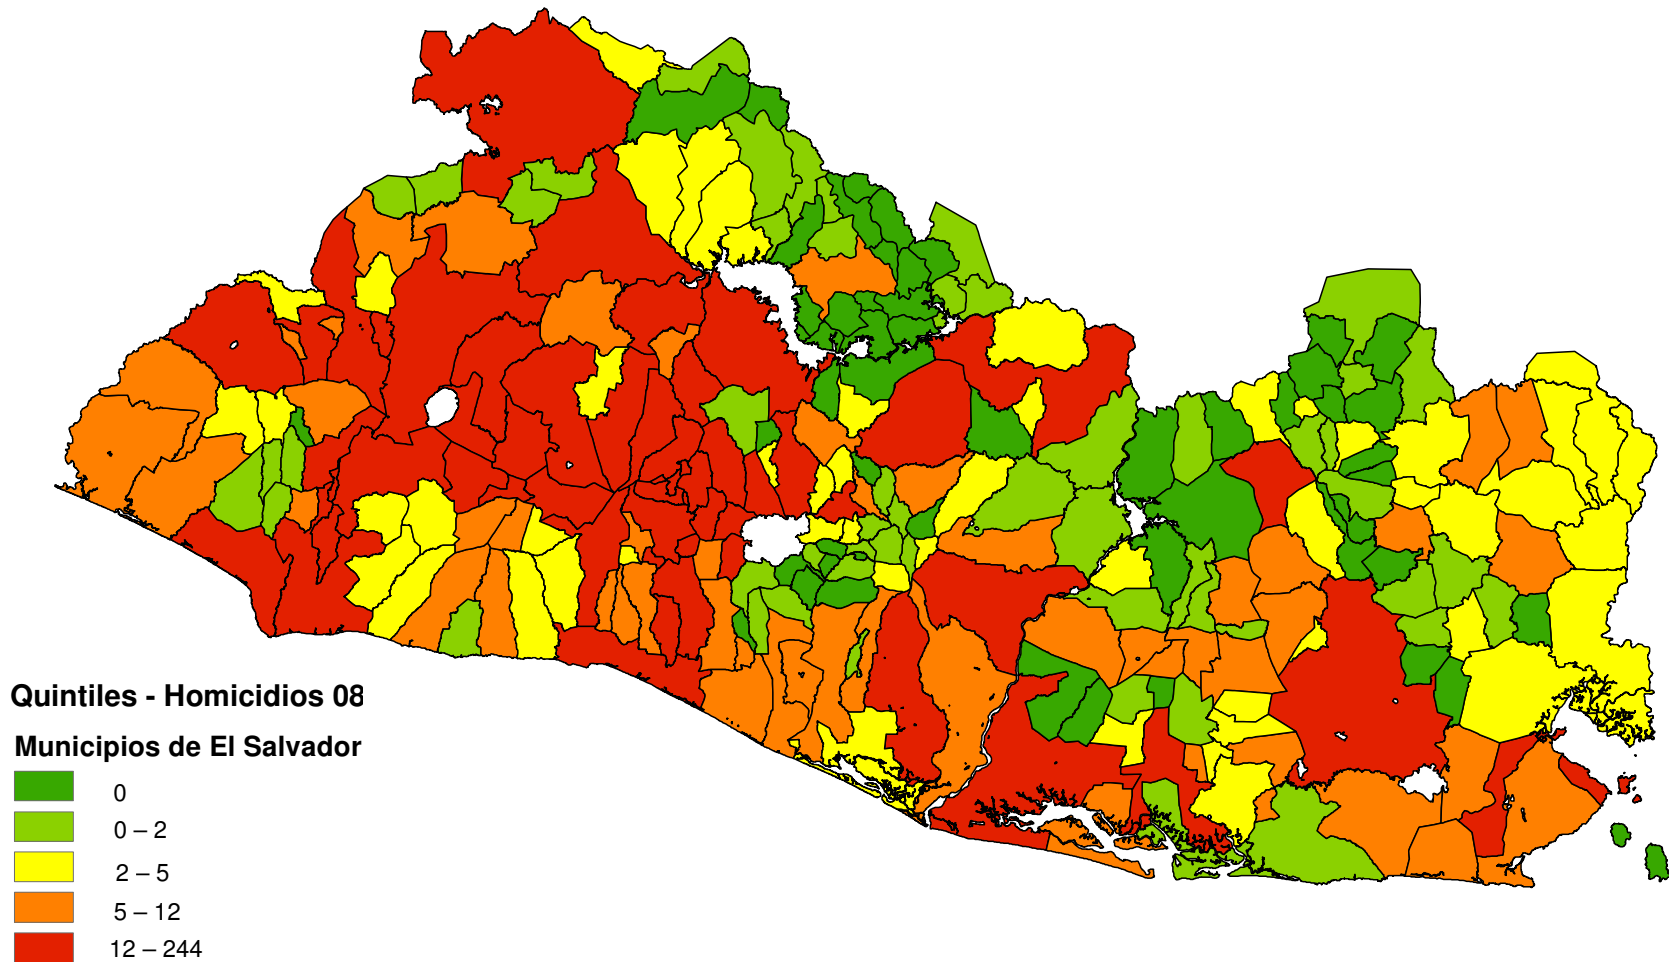 Quintiles - Homicidios 08
Municipios de El Salvador
0
0 – 2
2 – 5
5 – 12
12 – 244